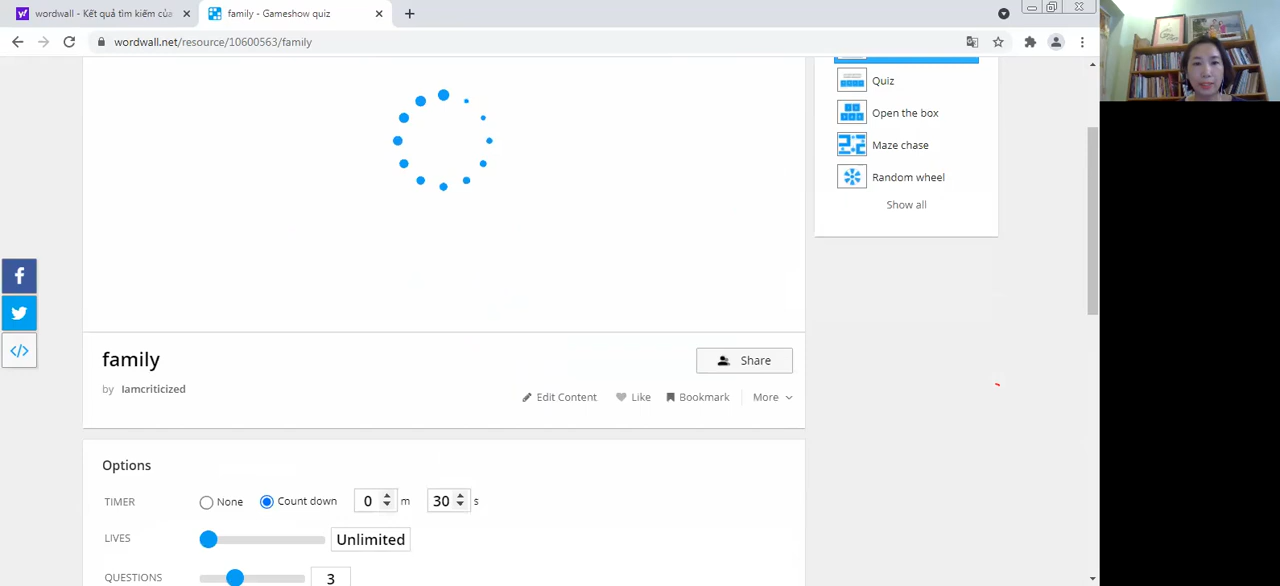 wordwall - Kết quả tìm kiếm củа
family - Gameshow quiz
wordwall.net/resource/10600563/family
Quiz
Open the box
Maze chase
Random wheel
Show all
family
Share
by Iamcriticized
Edit Content
Like
Bookmark
More
Options
TIMER
None
Count down
0
m
30
s
LIVES
Unlimited
QUESTIONS
3